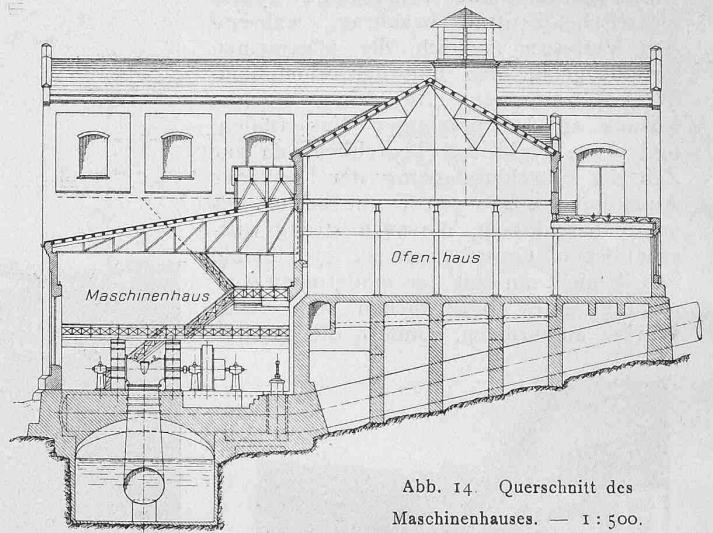 Ofen-haus
Maschinenhaus
Abb. 14. Querschnitt des
Maschinenhauses. — 1 : 500.